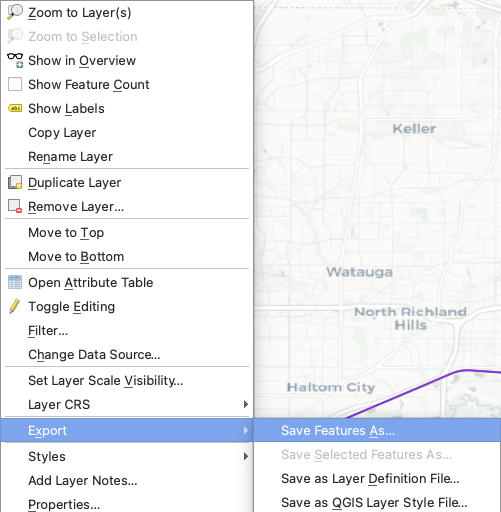 Zoom to Layer(s)
Zoom to Selection
Show in Overview
Show Feature Count
abc Show Labels
Copy Layer
Rename Layer
Duplicate Layer
Remove Layer...
Move to Top
Move to Bottom
Open Attribute Table
Toggle Editing
Filter...
Change Data Source...
Set Layer Scale Visibility...
Layer CRS
Export
Styles
Add Layer Notes...
Properties...
Save Features As...
Save Selected Features As...
Save as Layer Definition File...
Save as QGIS Layer Style File...
Keller
Watauga
North Richland
Hills
Haltom City